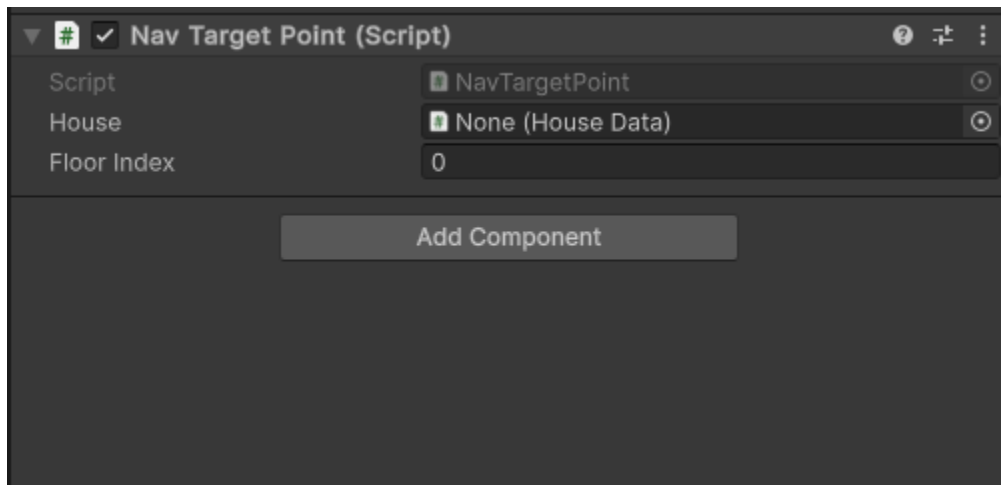 Nav Target Point (Script)
Script NavTargetPoint
House None (House Data)
Floor Index 0
Add Component